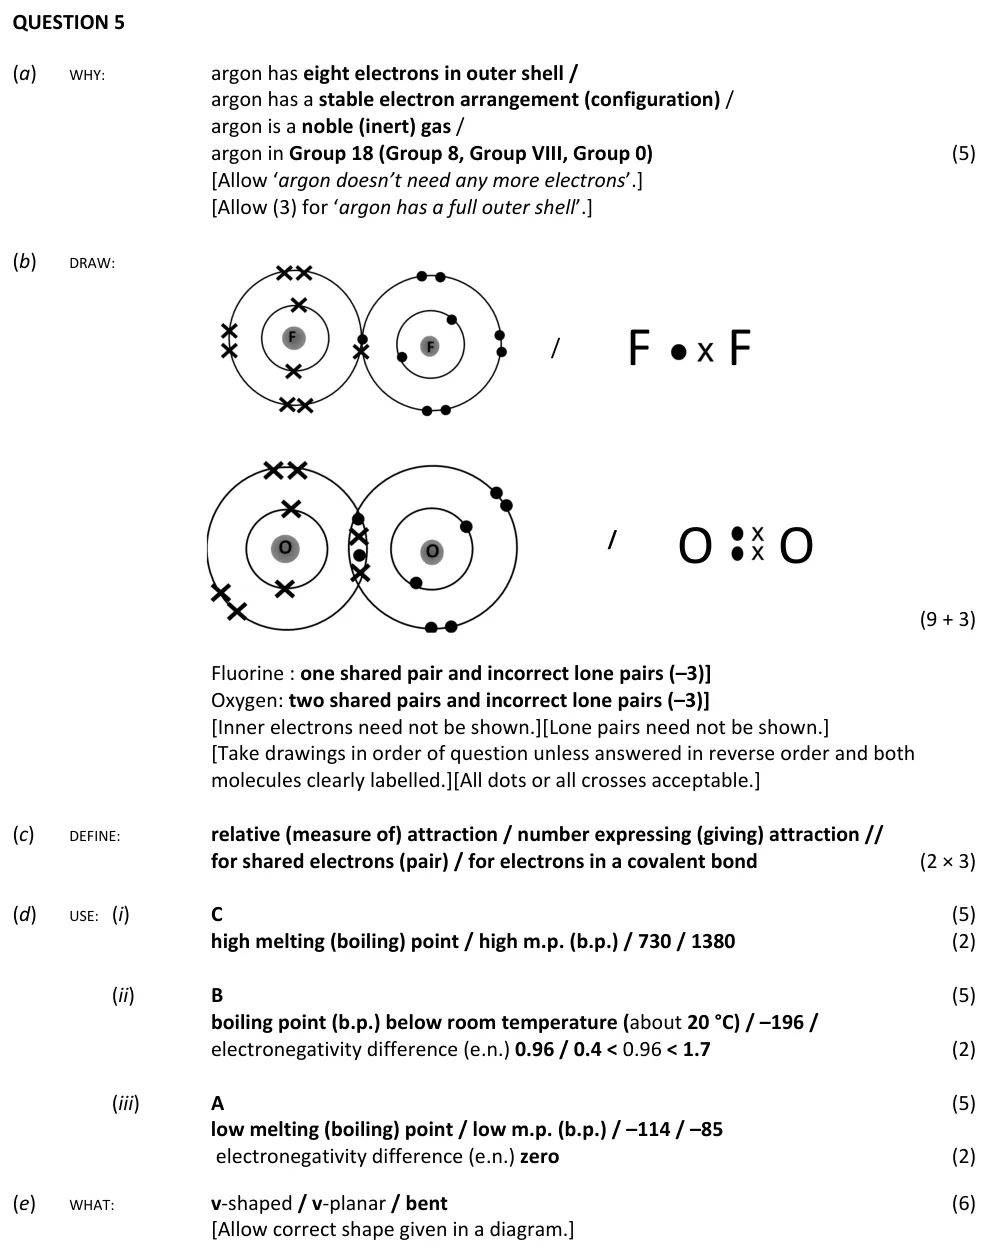 QUESTION 5
(a) WHY: argon has eight electrons in outer shell /
argon has a stable electron arrangement (configuration) /
argon is a noble (inert) gas /
argon in Group 18 (Group 8, Group VIII, Group 0) (5)
[Allow ‘argon doesn’t need any more electrons’.]
[Allow (3) for ‘argon has a full outer shell’.]
(b) DRAW:
F F / F • x F
O O / O •x •x O
(9 + 3)
Fluorine : one shared pair and incorrect lone pairs (–3)]
Oxygen: two shared pairs and incorrect lone pairs (–3)]
[Inner electrons need not be shown.][Lone pairs need not be shown.]
[Take drawings in order of question unless answered in reverse order and both
molecules clearly labelled.][All dots or all crosses acceptable.]
(c) DEFINE: relative (measure of) attraction / number expressing (giving) attraction //
for shared electrons (pair) / for electrons in a covalent bond (2 × 3)
(d) USE: (i) C (5)
high melting (boiling) point / high m.p. (b.p.) / 730 / 1380 (2)
(ii) B (5)
boiling point (b.p.) below room temperature (about 20 °C) / –196 /
electronegativity difference (e.n.) 0.96 / 0.4 < 0.96 < 1.7 (2)
(iii) A (5)
low melting (boiling) point / low m.p. (b.p.) / –114 / –85
electronegativity difference (e.n.) zero (2)
(e) WHAT: v-shaped / v-planar / bent (6)
[Allow correct shape given in a diagram.]